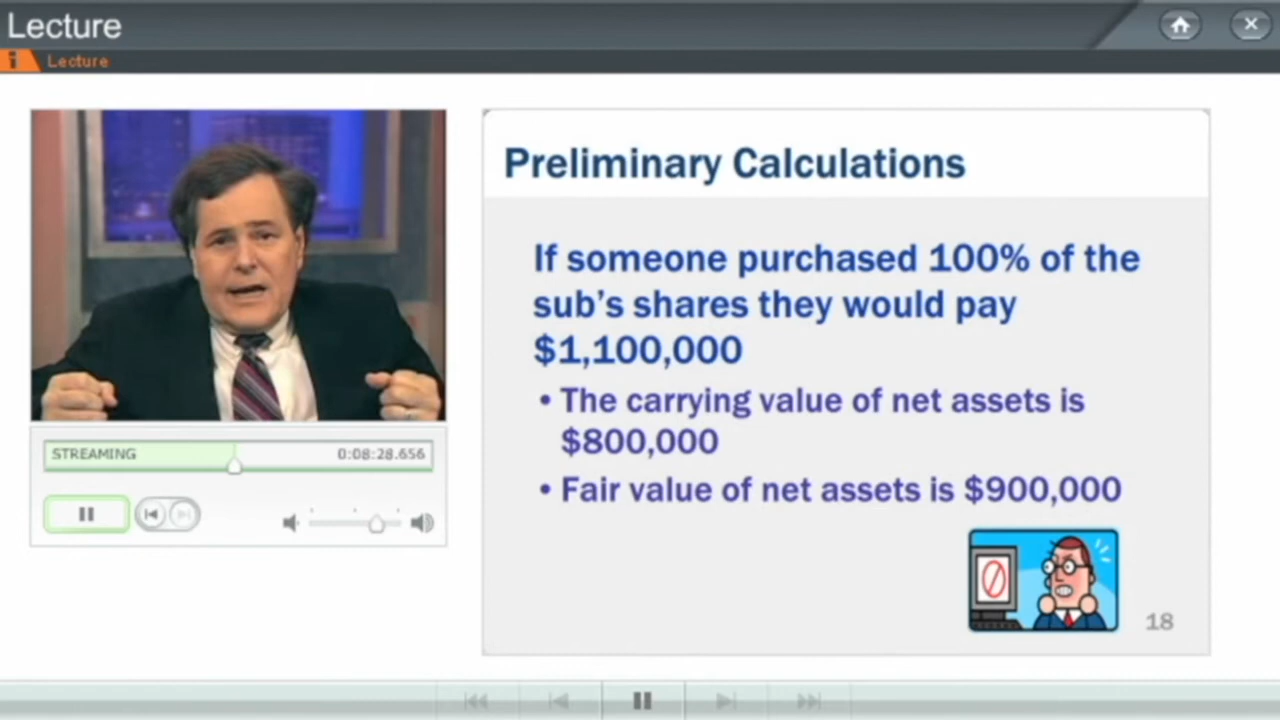 Lecture
i Lecture
Preliminary Calculations
If someone purchased 100% of the
sub's shares they would pay
$1,100,000
• The carrying value of net assets is
$800,000
• Fair value of net assets is $900,000
18
STREAMING 0:08:28.656